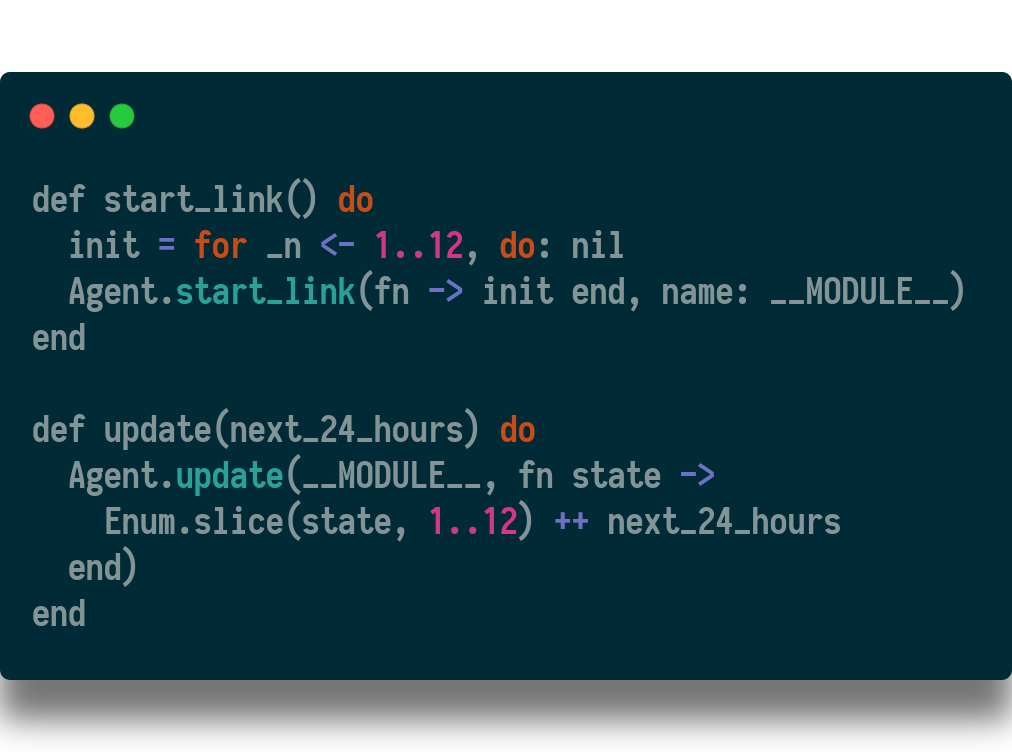 def start_link() do
  init = for _n <- 1..12, do: nil
  Agent.start_link(fn -> init end, name: __MODULE__)
end

def update(next_24_hours) do
  Agent.update(__MODULE__, fn state ->
    Enum.slice(state, 1..12) ++ next_24_hours
  end)
end